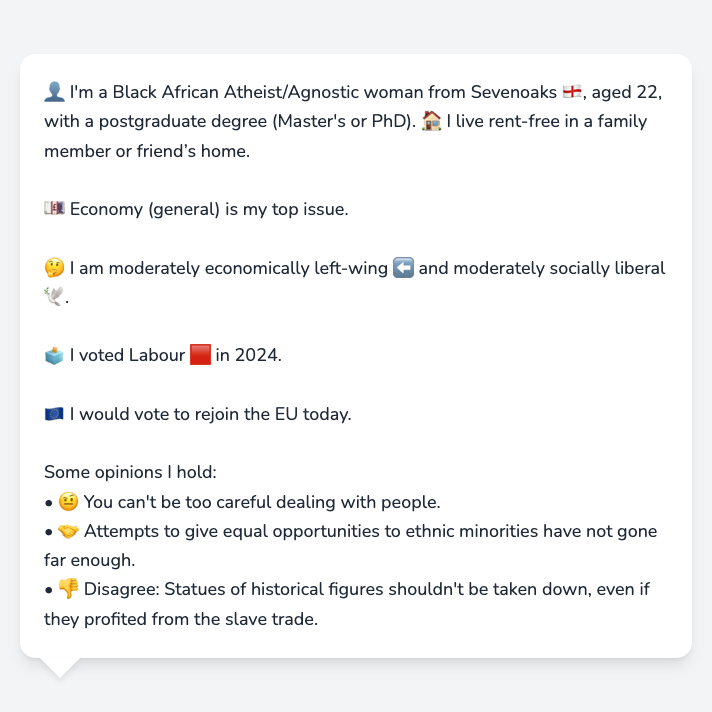 👤 I'm a Black African Atheist/Agnostic woman from Sevenoaks 🏴󠁧󠁢󠁥󠁮󠁧󠁿, aged 22,
with a postgraduate degree (Master's or PhD). 🏠 I live rent-free in a family
member or friend’s home.
💷 Economy (general) is my top issue.
🤔 I am moderately economically left-wing ⬅️ and moderately socially liberal
🕊️.
🗳️ I voted Labour 🟥 in 2024.
🇪🇺 I would vote to rejoin the EU today.
Some opinions I hold:
• 🤨 You can't be too careful dealing with people.
• 🤝 Attempts to give equal opportunities to ethnic minorities have not gone
far enough.
• 👎 Disagree: Statues of historical figures shouldn't be taken down, even if
they profited from the slave trade.